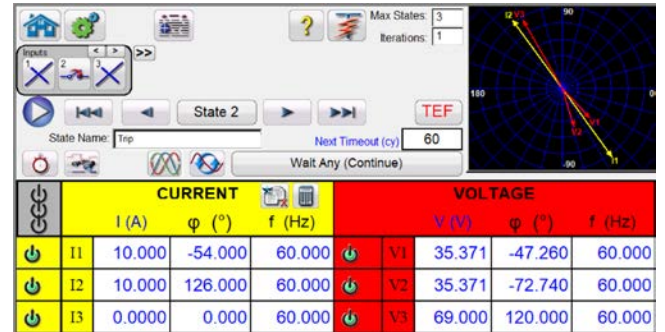 Max States: 3
? Iterations: 1
Inputs < > >>
1 2 3
State 2 TEF
State Name: Trip Next Timeout (cy) 60
Wait Any (Continue)
I2 V3 90
180 0
V1
V2
-90 I1
CURRENT VOLTAGE
I (A) φ (°) f (Hz) V (V) φ (°) f (Hz)
I1 10.000 -54.000 60.000 V1 35.371 -47.260 60.000
I2 10.000 126.000 60.000 V2 35.371 -72.740 60.000
I3 0.0000 0.000 60.000 V3 69.000 120.000 60.000